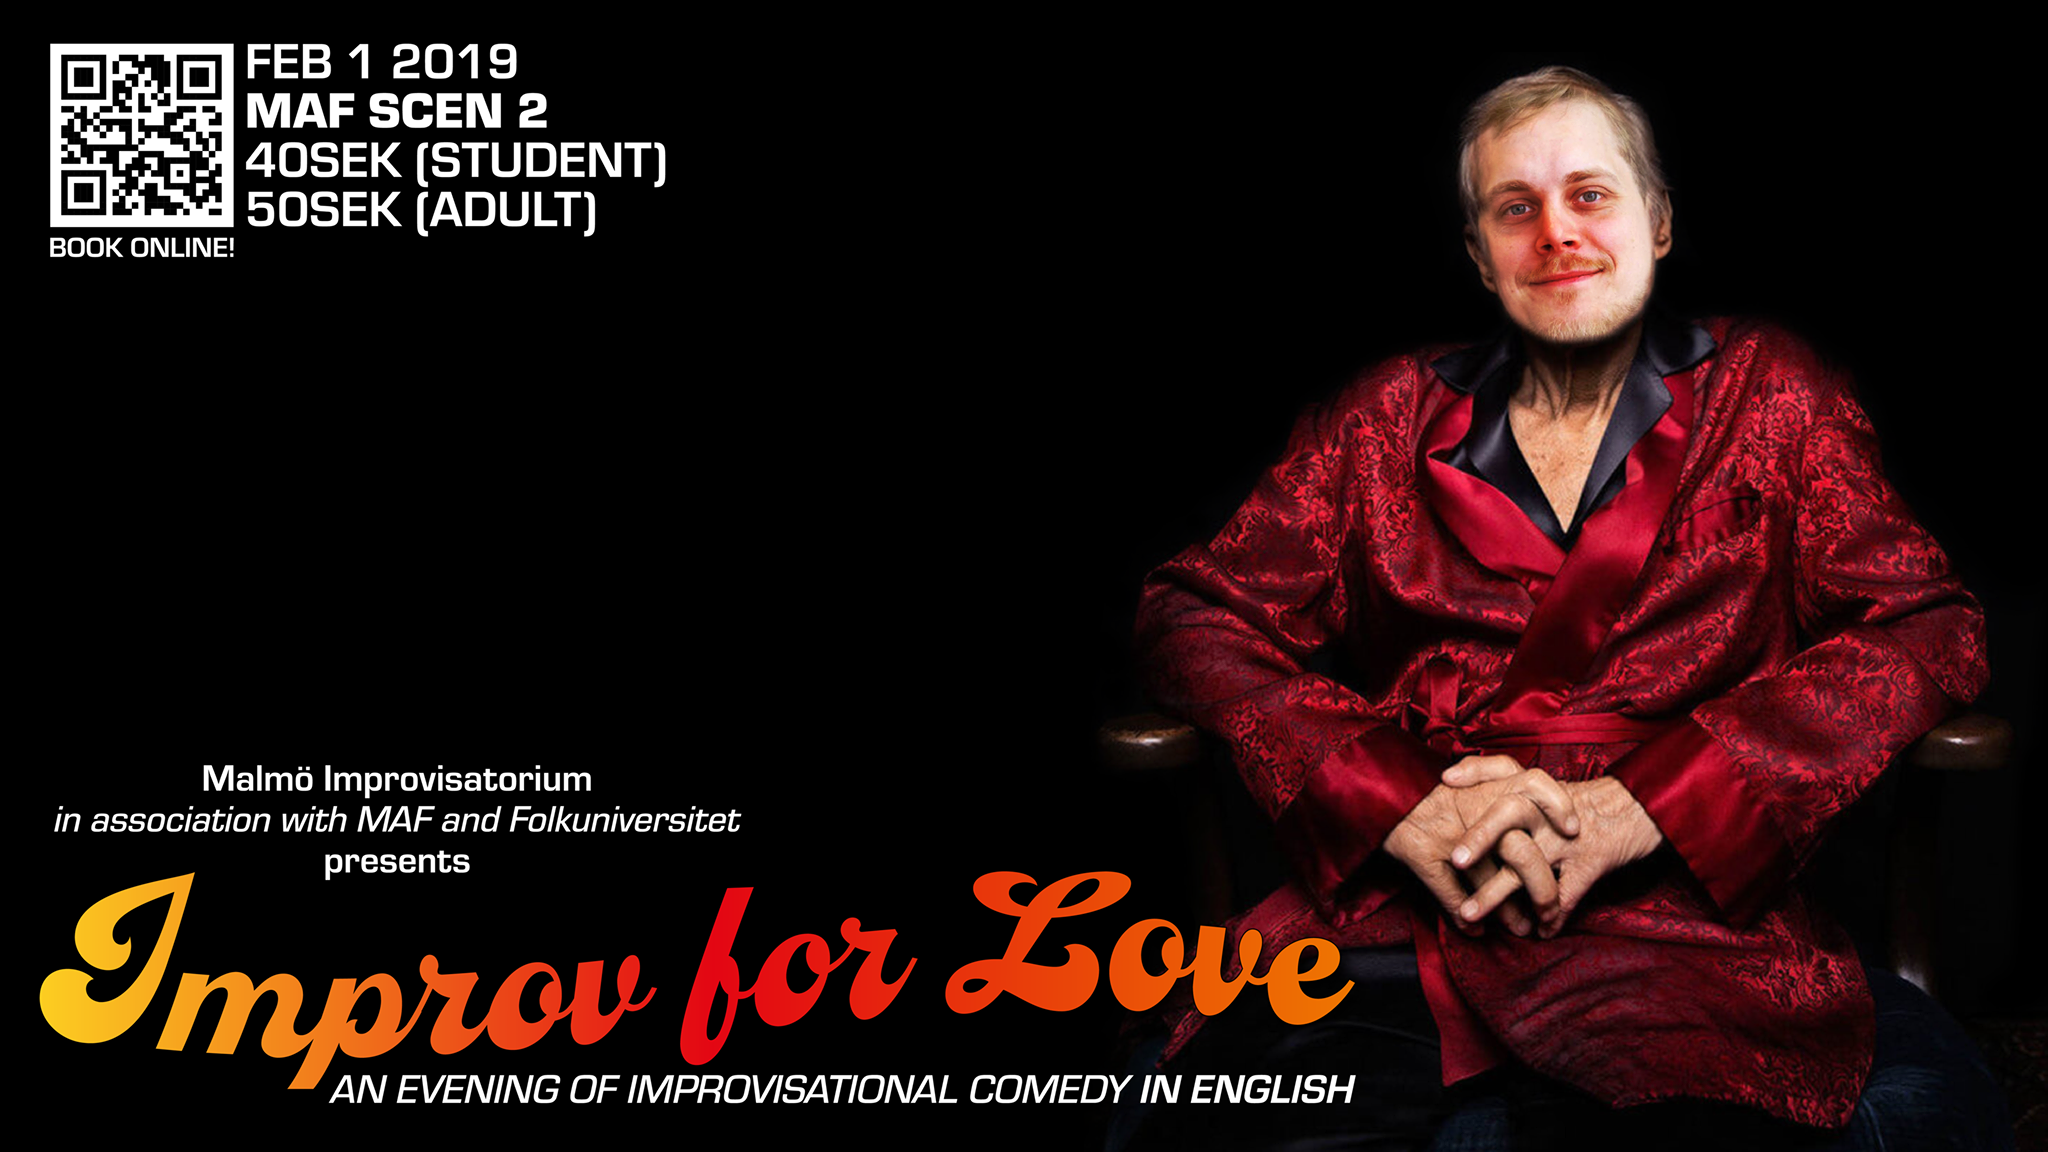 FEB 1 2019
MAF SCEN 2
40SEK (STUDENT)
50SEK (ADULT)
BOOK ONLINE!
Malmö Improvisatorium
in association with MAF and Folkuniversitet
presents
Improv for Love
AN EVENING OF IMPROVISATIONAL COMEDY IN ENGLISH